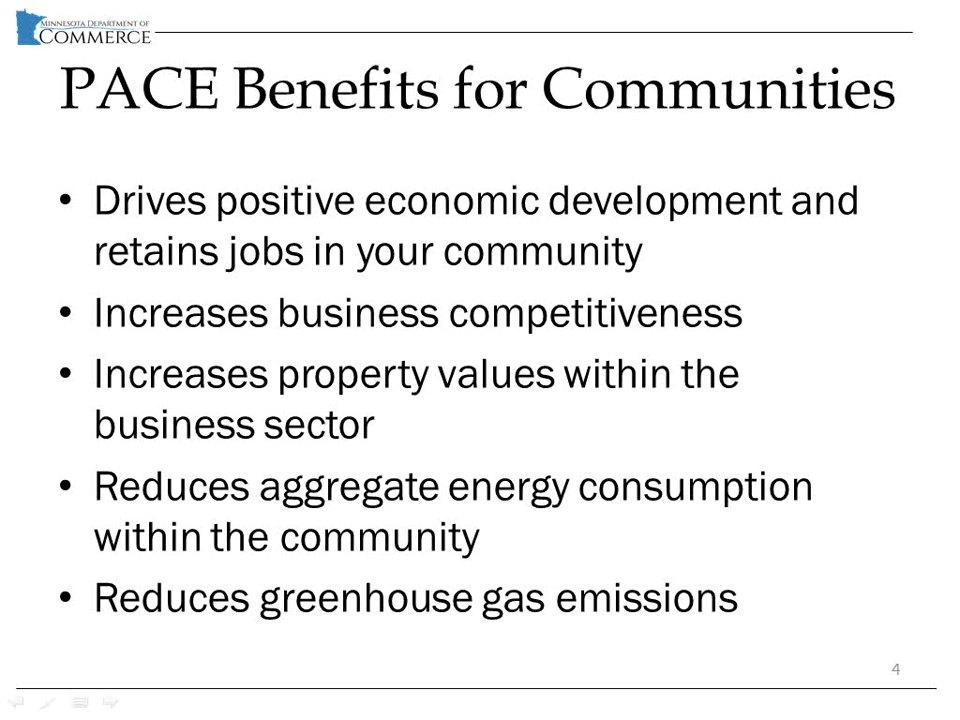 MINNESOTA DEPARTMENT OF
COMMERCE
PACE Benefits for Communities
• Drives positive economic development and
retains jobs in your community
• Increases business competitiveness
• Increases property values within the
business sector
• Reduces aggregate energy consumption
within the community
• Reduces greenhouse gas emissions
4